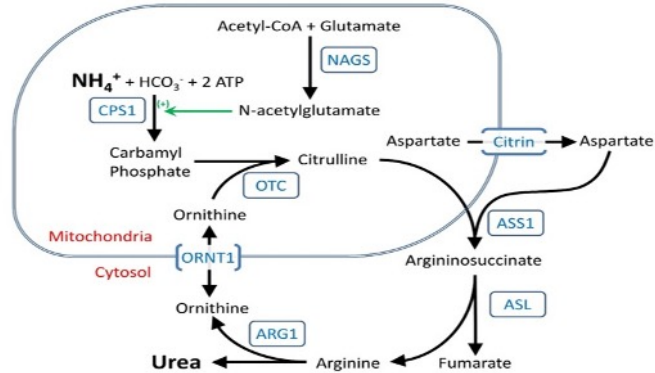 Acetyl-CoA + Glutamate
NAGS
NH₄⁺ + HCO₃⁻ + 2 ATP
CPS1
(+)
N-acetylglutamate
Aspartate
Citrin
Aspartate
Carbamyl
Phosphate
Citrulline
OTC
Ornithine
ASS1
Mitochondria
ORNT1
Cytosol
Argininosuccinate
Ornithine
ASL
ARG1
Urea
Arginine
Fumarate